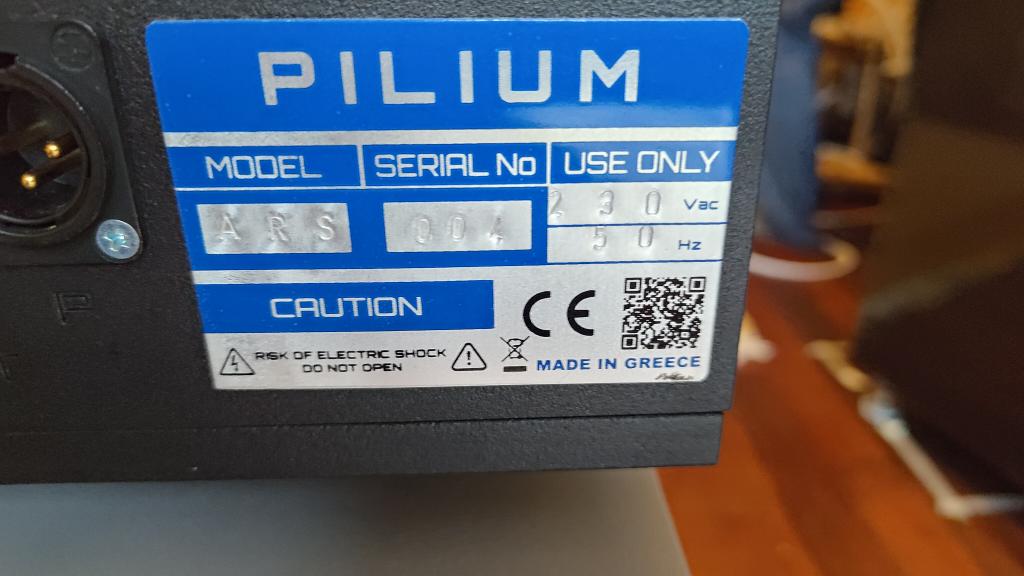 PILIUM
MODEL SERIAL No USE ONLY
ARS 004 230 Vac
50 Hz
CAUTION
CE
RISK OF ELECTRIC SHOCK
DO NOT OPEN
MADE IN GREECE